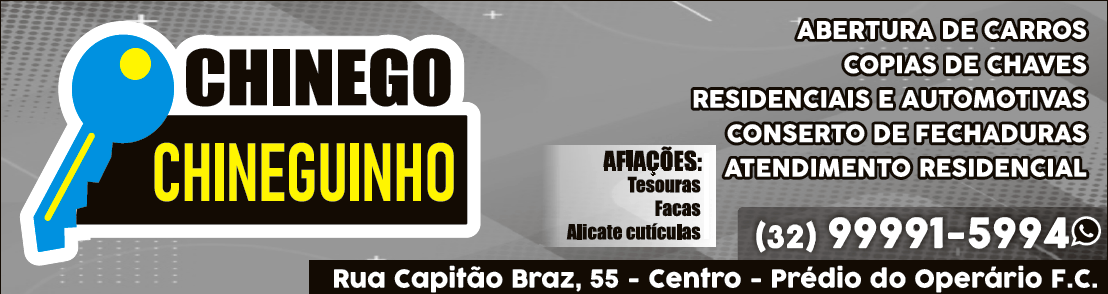 CHINEGO
CHINEGUINHO
ABERTURA DE CARROS
COPIAS DE CHAVES
RESIDENCIAIS E AUTOMOTIVAS
CONSERTO DE FECHADURAS
ATENDIMENTO RESIDENCIAL
AFIAÇÕES:
Tesouras
Facas
Alicate cutículas
(32) 99991-5994
Rua Capitão Braz, 55 - Centro - Prédio do Operário F.C.